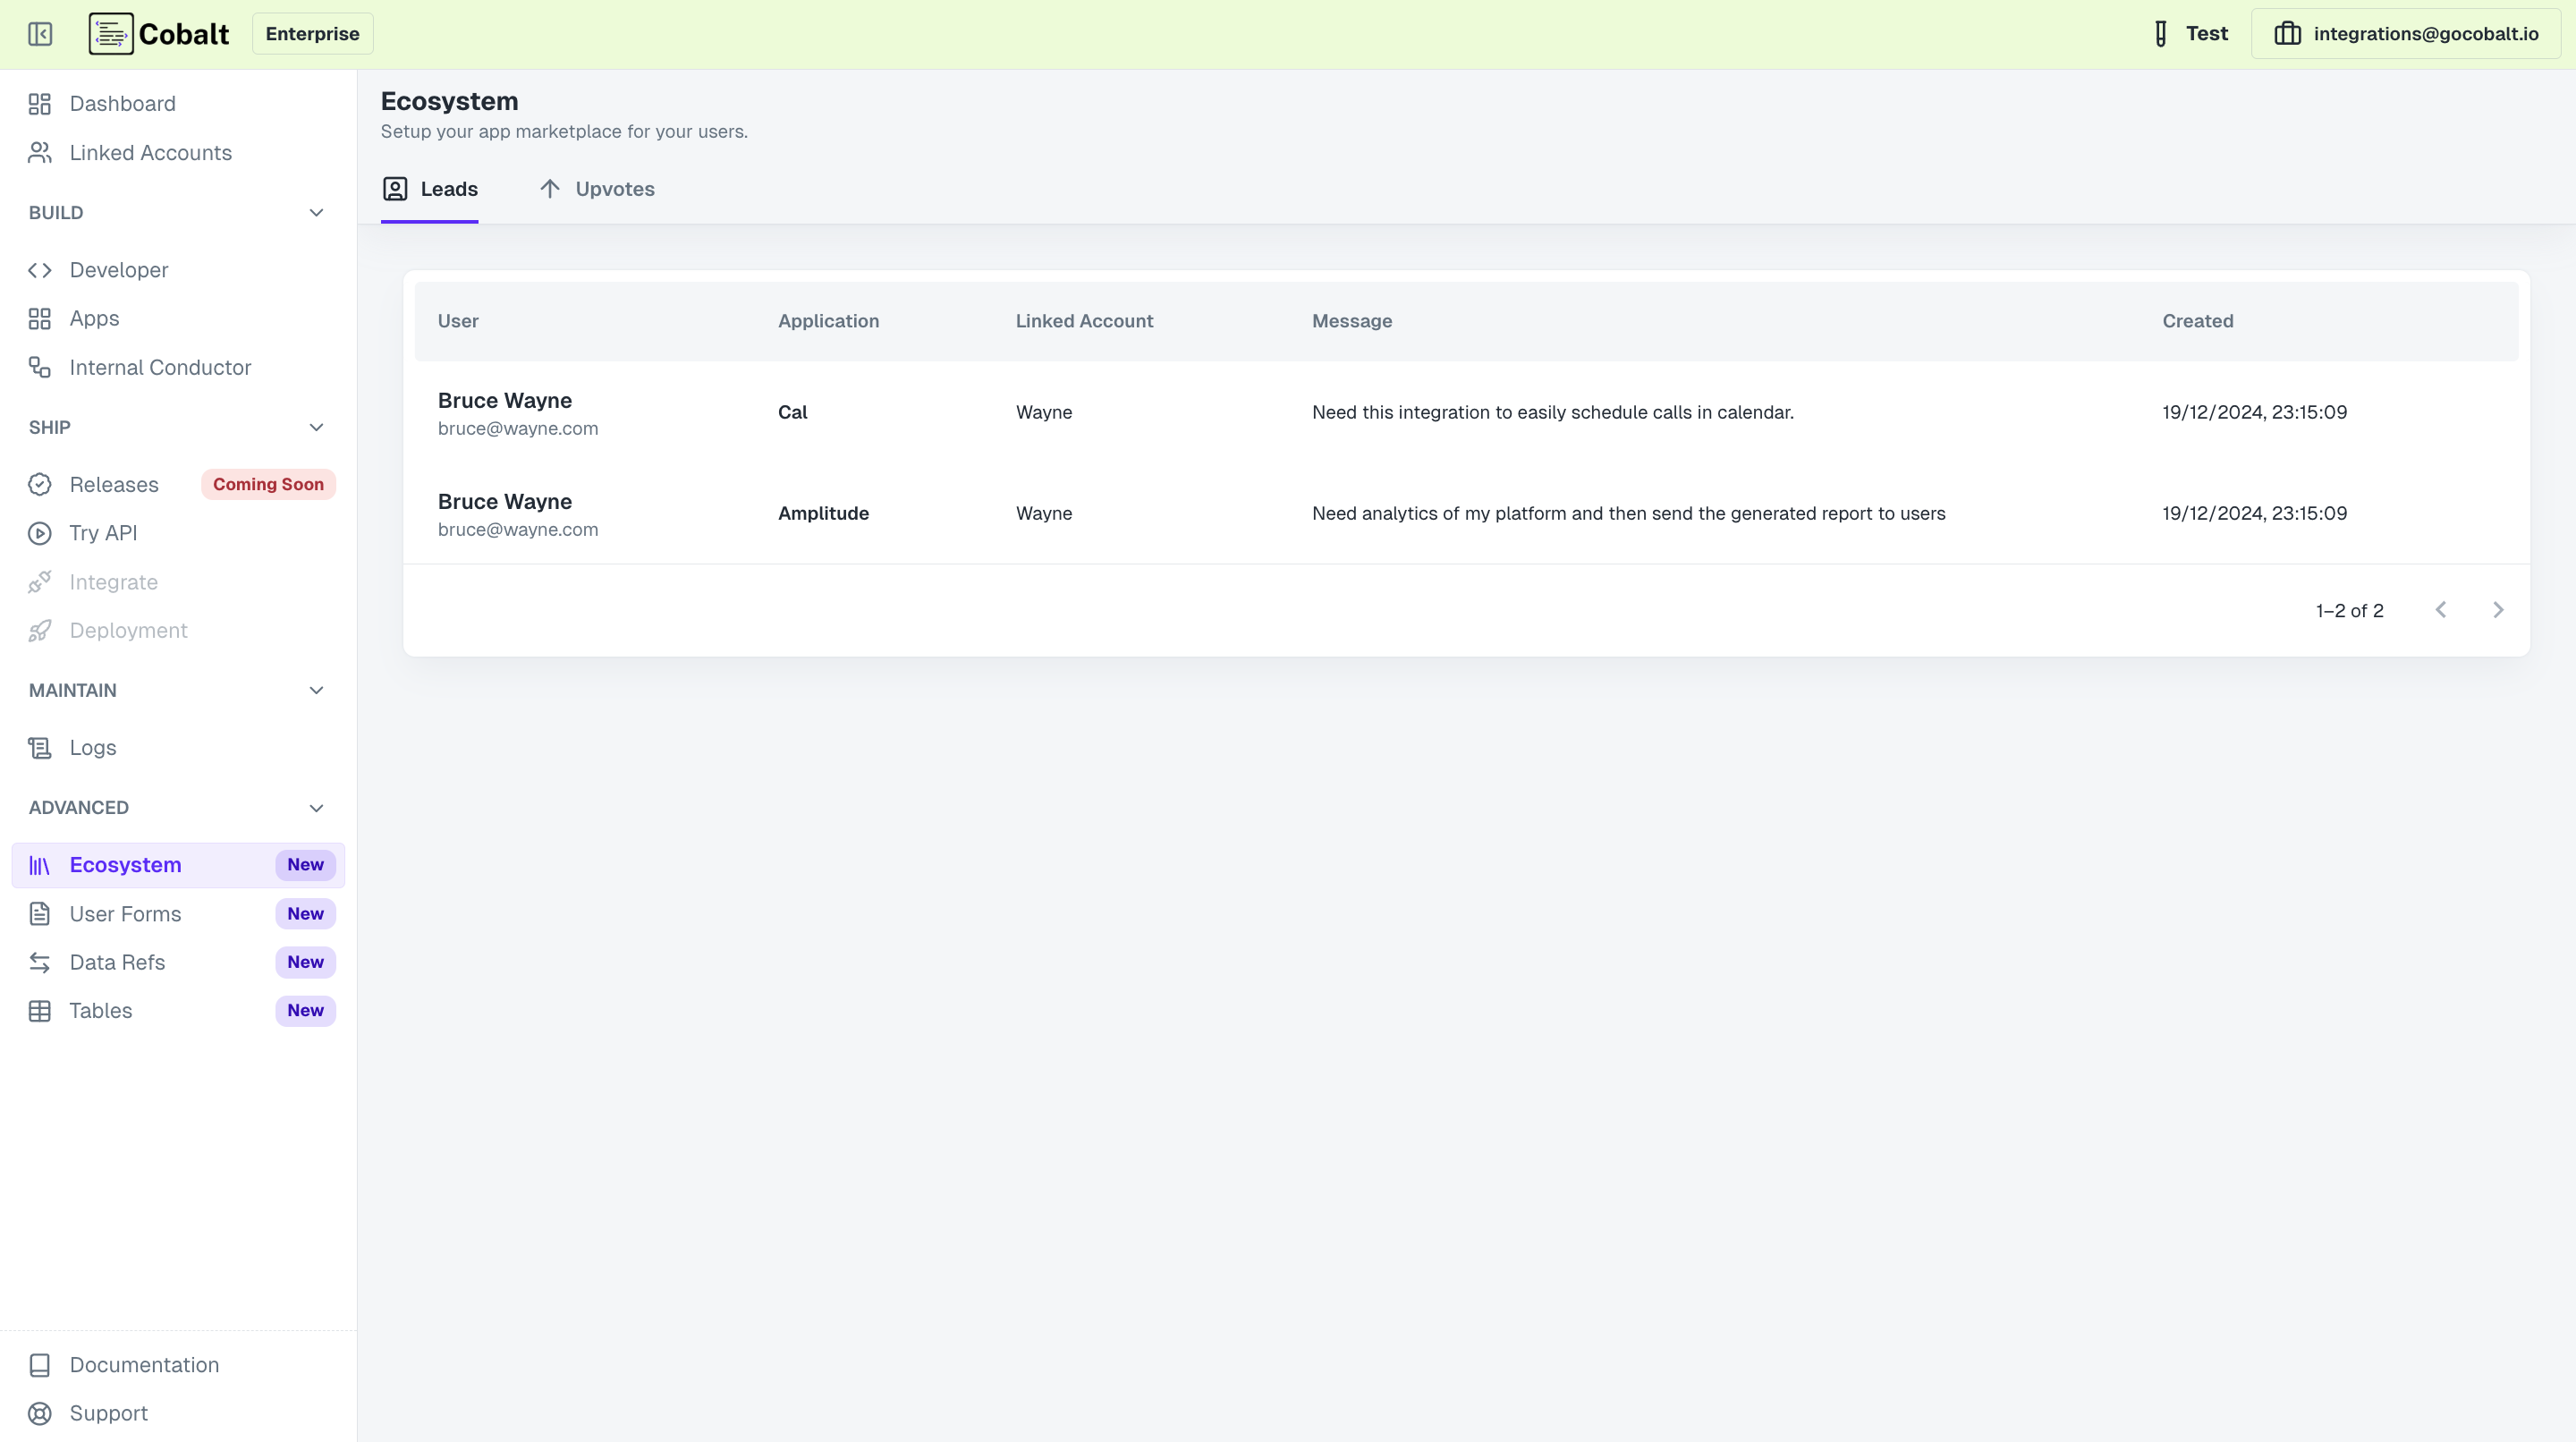 Cobalt Enterprise Test integrations@gocobalt.io
Dashboard
Linked Accounts
BUILD
Developer
Apps
Internal Conductor
SHIP
Releases Coming Soon
Try API
Integrate
Deployment
MAINTAIN
Logs
ADVANCED
Ecosystem New
User Forms New
Data Refs New
Tables New
Documentation
Support
Ecosystem
Setup your app marketplace for your users.
Leads Upvotes
User Application Linked Account Message Created
Bruce Wayne
bruce@wayne.com
Cal Wayne Need this integration to easily schedule calls in calendar. 19/12/2024, 23:15:09
Bruce Wayne
bruce@wayne.com
Amplitude Wayne Need analytics of my platform and then send the generated report to users 19/12/2024, 23:15:09
1–2 of 2